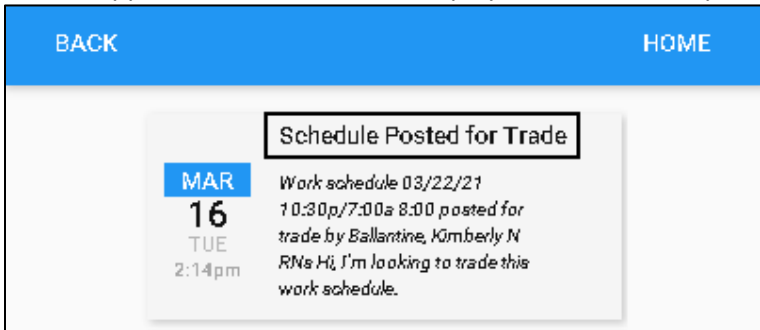 BACK
HOME
Schedule Posted for Trade
MAR
16
TUE
2:14pm
Work schedule 03/22/21
10:30p/7:00a 8:00 posted for
trade by Ballantine, Kimberly N
RNs Hi, I'm looking to trade this
work schedule.